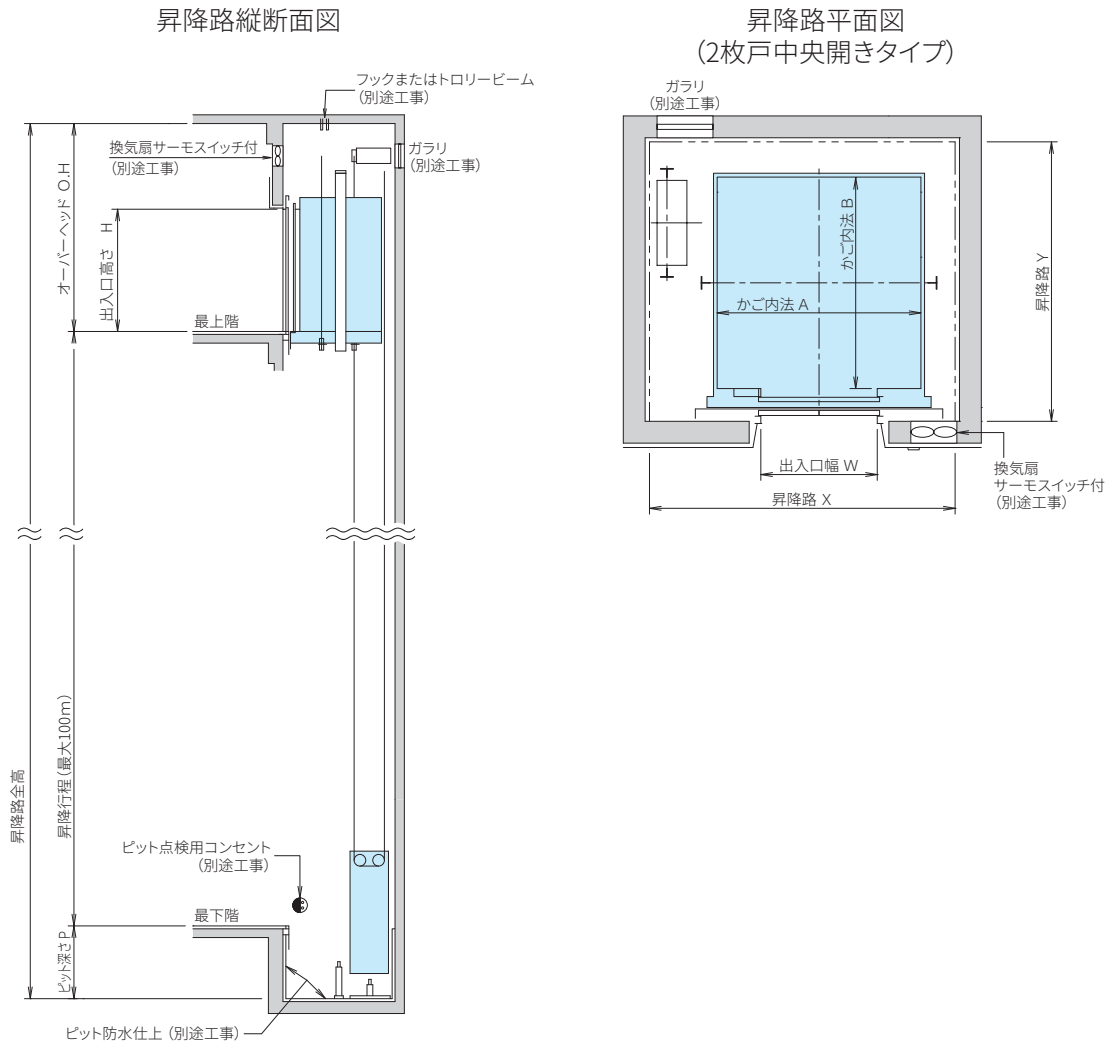 昇降路縦断面図
フックまたはトロリービーム
(別途工事)
換気扇サーモスイッチ付
(別途工事)
ガラリ
(別途工事)
オーバーヘッド O.H
出入口高さ H
最上階
昇降路全高
昇降行程(最大100m)
ピット点検用コンセント
(別途工事)
最下階
ピット深さP
ピット防水仕上(別途工事)
昇降路平面図
(2枚戸中央開きタイプ)
ガラリ
(別途工事)
かご内法 B
かご内法 A
昇降路 Y
出入口幅 W
昇降路 X
換気扇
サーモスイッチ付
(別途工事)